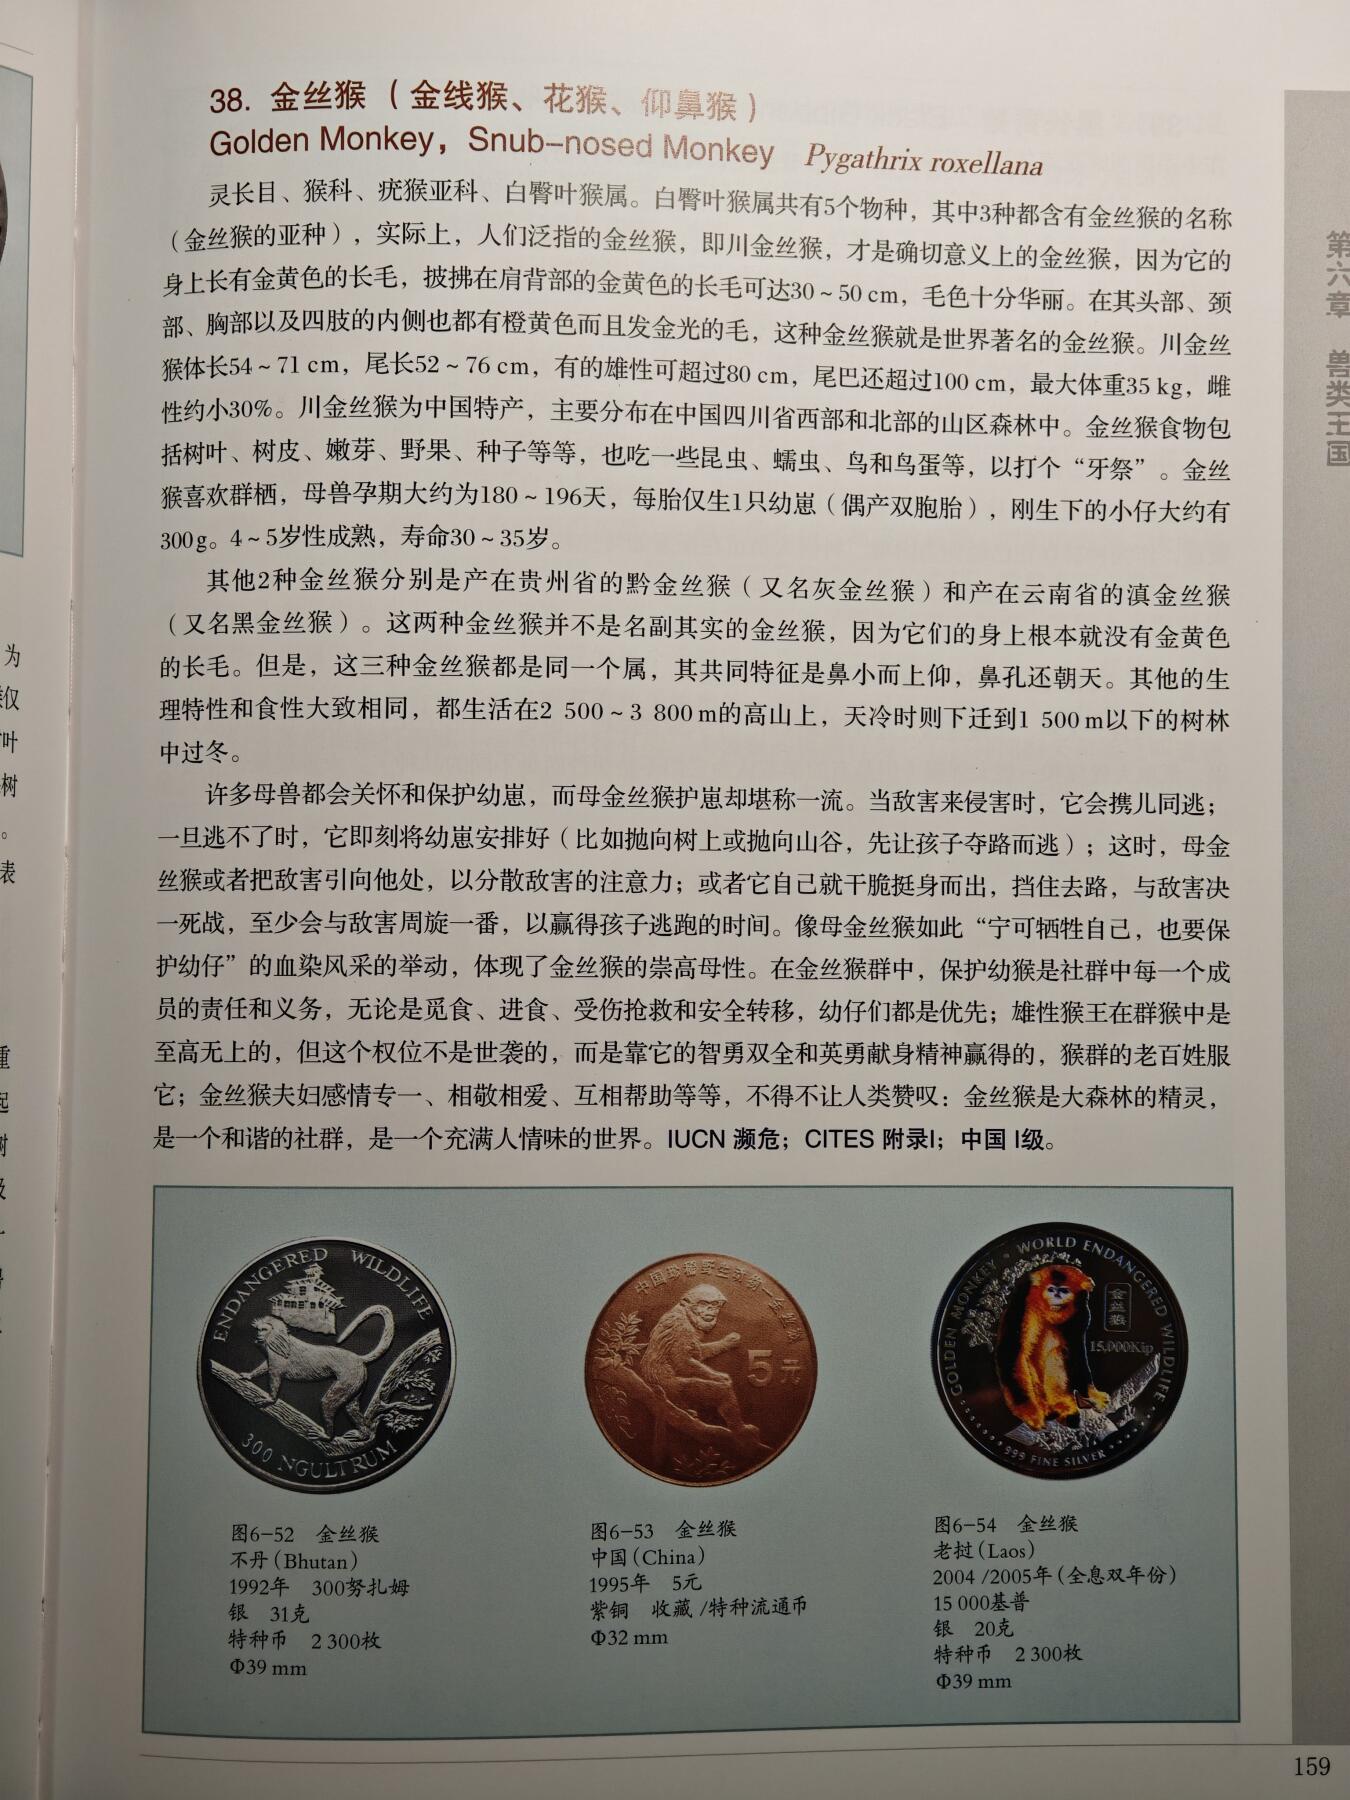 38. 金丝猴（金线猴、花猴、仰鼻猴）
Golden Monkey, Snub-nosed Monkey Pygathrix roxellana
灵长目、猴科、疣猴亚科、白臀叶猴属。白臀叶猴属共有5个物种，其中3种都含有金丝猴的名称
（金丝猴的亚种），实际上，人们泛指的金丝猴，即川金丝猴，才是确切意义上的金丝猴，因为它的
身上长有金黄色的长毛，披拂在肩背部的金黄色的长毛可达30～50 cm，毛色十分华丽。在其头部、颈
部、胸部以及四肢的内侧也都有橙黄色而且发金光的毛，这种金丝猴就是世界著名的金丝猴。川金丝
猴体长54～71 cm，尾长52～76 cm，有的雄性可超过80 cm，尾巴还超过100 cm，最大体重35 kg，雌
性约小30%。川金丝猴为中国特产，主要分布在中国四川省西部和北部的山区森林中。金丝猴食物包
括树叶、树皮、嫩芽、野果、种子等等，也吃一些昆虫、蠕虫、鸟和鸟蛋等，以打个“牙祭”。金丝
猴喜欢群栖，母兽孕期大约为180～196天，每胎仅生1只幼崽（偶产双胞胎），刚生下的小仔大约有
300g。4～5岁性成熟，寿命30～35岁。
其他2种金丝猴分别是产在贵州省的黔金丝猴（又名灰金丝猴）和产在云南省的滇金丝猴
（又名黑金丝猴）。这两种金丝猴并不是名副其实的金丝猴，因为它们的身上根本就没有金黄色
的长毛。但是，这三种金丝猴都是同一个属，其共同特征是鼻小而上仰，鼻孔还朝天。其他的生
理特性和食性大致相同，都生活在2 500～3 800 m的高山上，天冷时则下迁到1 500 m以下的树林
中过冬。
许多母兽都会关怀和保护幼崽，而母金丝猴护崽却堪称一流。当敌害来侵害时，它会携儿同逃；
一旦逃不了时，它即刻将幼崽安排好（比如抛向树上或抛向山谷，先让孩子夺路而逃）；这时，母金
丝猴或者把敌害引向他处，以分散敌害的注意力；或者它自己就干脆挺身而出，挡住去路，与敌害决
一死战，至少会与敌害周旋一番，以赢得孩子逃跑的时间。像母金丝猴如此“宁可牺牲自己，也要保
护幼仔”的血染风采的举动，体现了金丝猴的崇高母性。在金丝猴群中，保护幼猴是社群中每一个成
员的责任和义务，无论是觅食、进食、受伤抢救和安全转移，幼仔们都是优先；雄性猴王在群猴中是
至高无上的，但这个权位不是世袭的，而是靠它的智勇双全和英勇献身精神赢得的，猴群的老百姓服
它；金丝猴夫妇感情专一、相敬相爱、互相帮助等等，不得不让人类赞叹：金丝猴是大森林的精灵，
是一个和谐的社群，是一个充满人情味的世界。IUCN 濒危；CITES 附录I；中国 I级。
ENDANGERED WILDLIFE
300 NGULTRUM
中国珍稀野生动物—金丝猴
5元
GOLDEN MONKEY WORLD ENDANGERED WILDLIFE
金丝猴
15.000Kip
999 FINE SILVER
图6-52 金丝猴
不丹(Bhutan)
1992年 300努扎姆
银 31克
特种币 2 300枚
Φ39 mm
图6-53 金丝猴
中国(China)
1995年 5元
紫铜 收藏/特种流通币
Φ32 mm
图6-54 金丝猴
老挝(Laos)
2004 /2005年(全息双年份)
15 000基普
银 20克
特种币 2 300枚
Φ39 mm
第六章 兽类王国
159
为
仅
叶
树
。
表
重
起